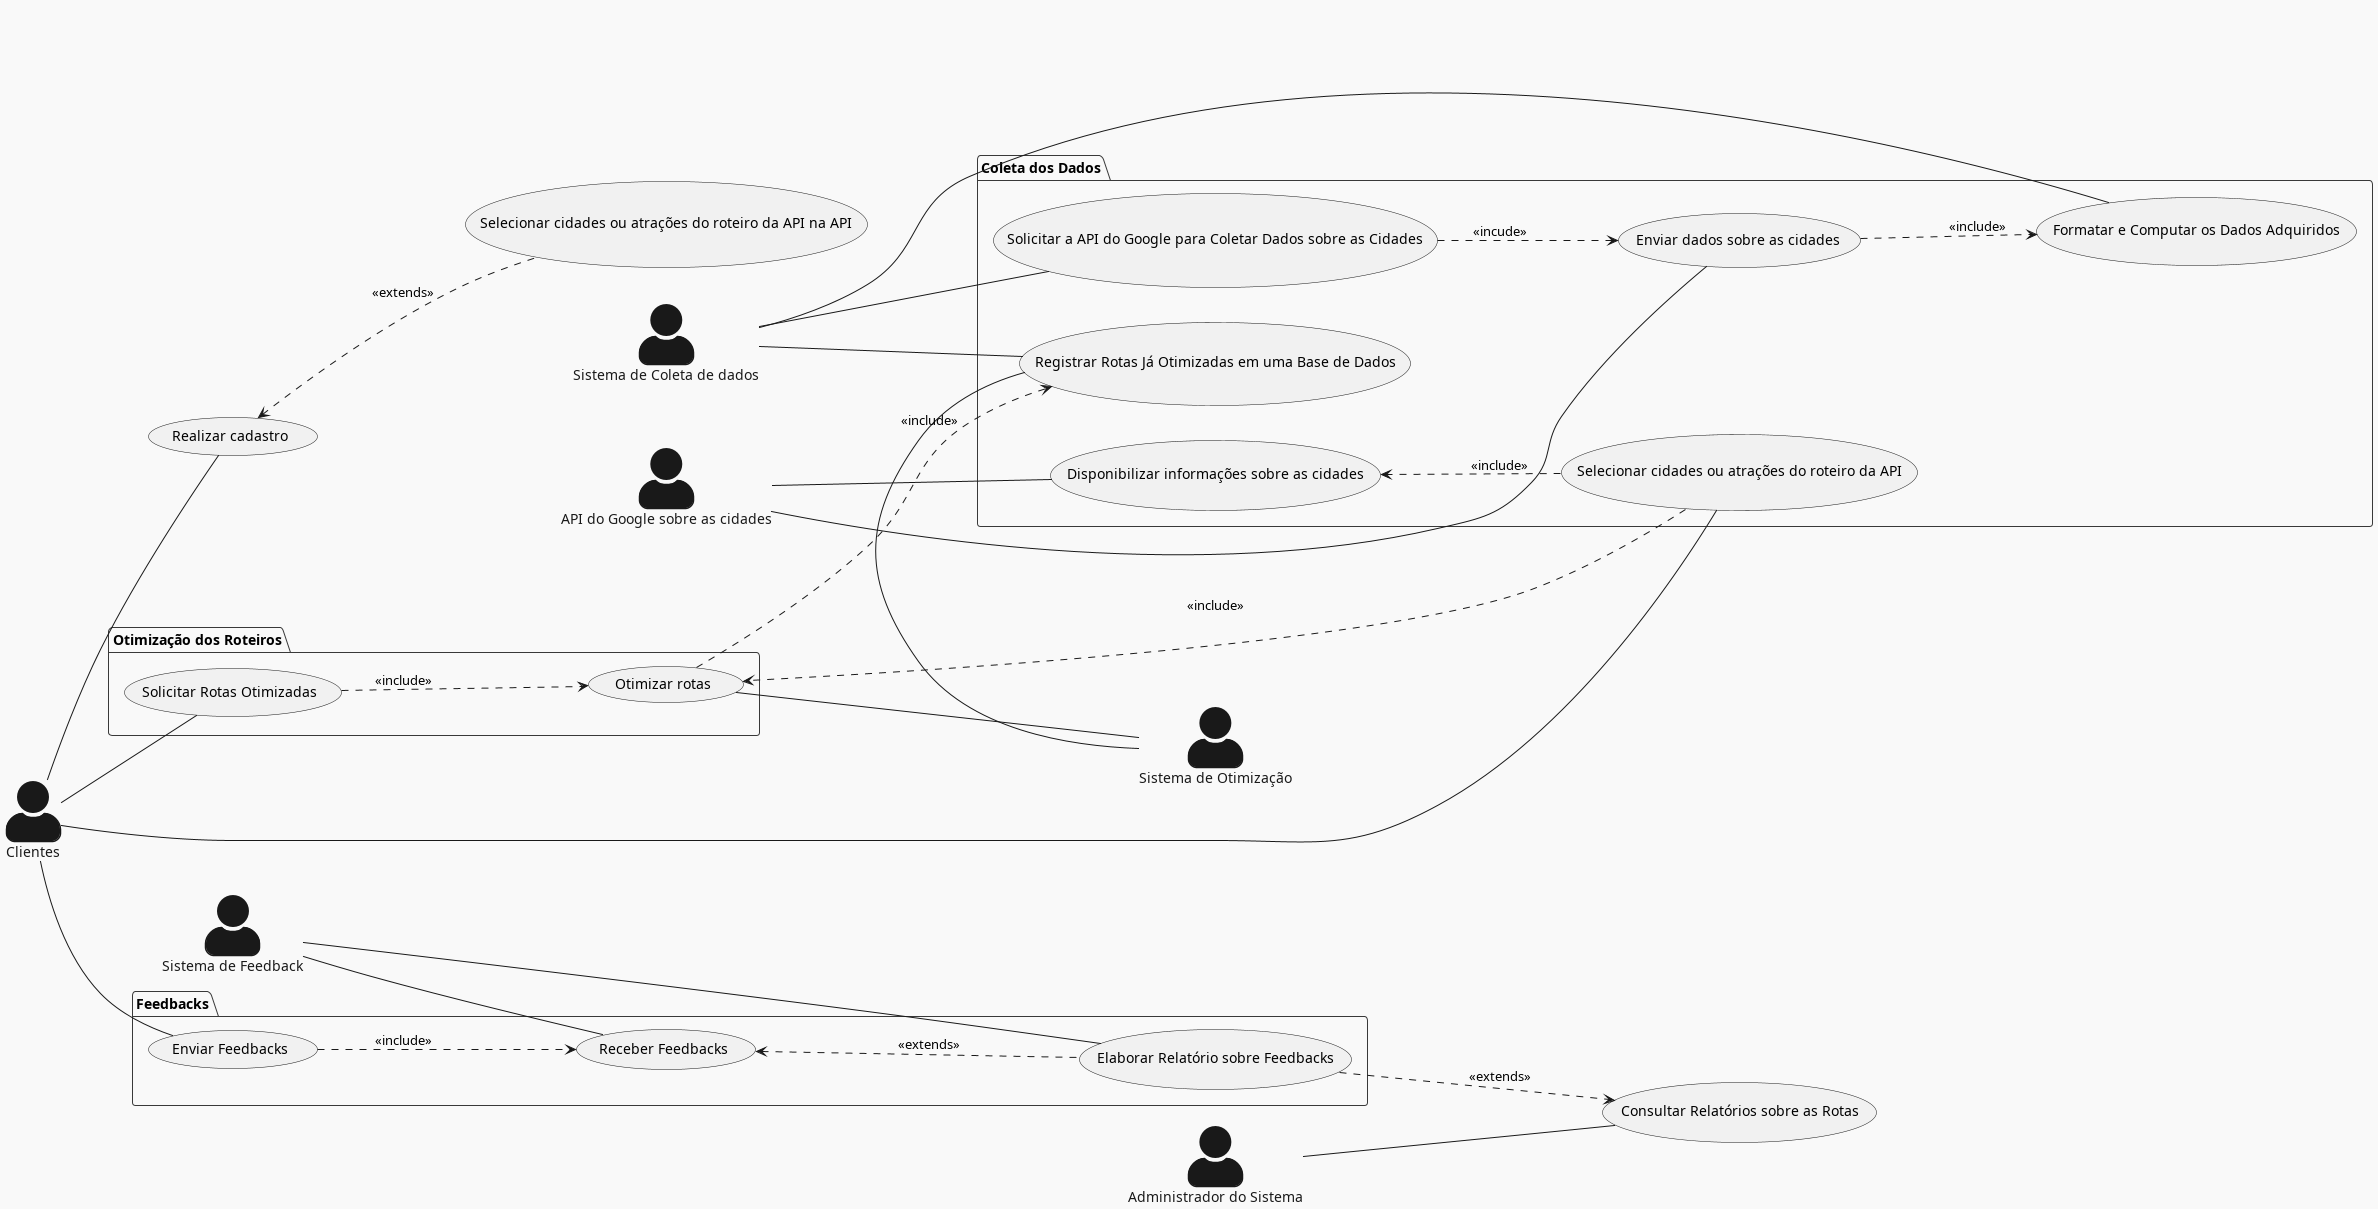 Coleta dos Dados
Selecionar cidades ou atrações do roteiro da API na API
Solicitar a API do Google para Coletar Dados sobre as Cidades
«incude»
Enviar dados sobre as cidades
«include»
Formatar e Computar os Dados Adquiridos
«extends»
Sistema de Coleta de dados
Registrar Rotas Já Otimizadas em uma Base de Dados
«include»
Realizar cadastro
API do Google sobre as cidades
Disponibilizar informações sobre as cidades
«include»
Selecionar cidades ou atrações do roteiro da API
«include»
Otimização dos Roteiros
Solicitar Rotas Otimizadas
«include»
Otimizar rotas
Sistema de Otimização
Clientes
Sistema de Feedback
Feedbacks
Enviar Feedbacks
«include»
Receber Feedbacks
«extends»
Elaborar Relatório sobre Feedbacks
«extends»
Consultar Relatórios sobre as Rotas
Administrador do Sistema